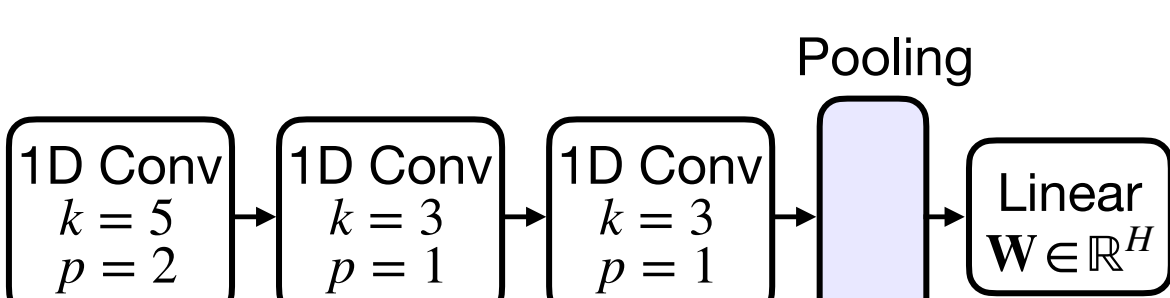 Pooling
1D Conv
k = 5
p = 2
1D Conv
k = 3
p = 1
1D Conv
k = 3
p = 1
Linear
W ∈ ℝ^H